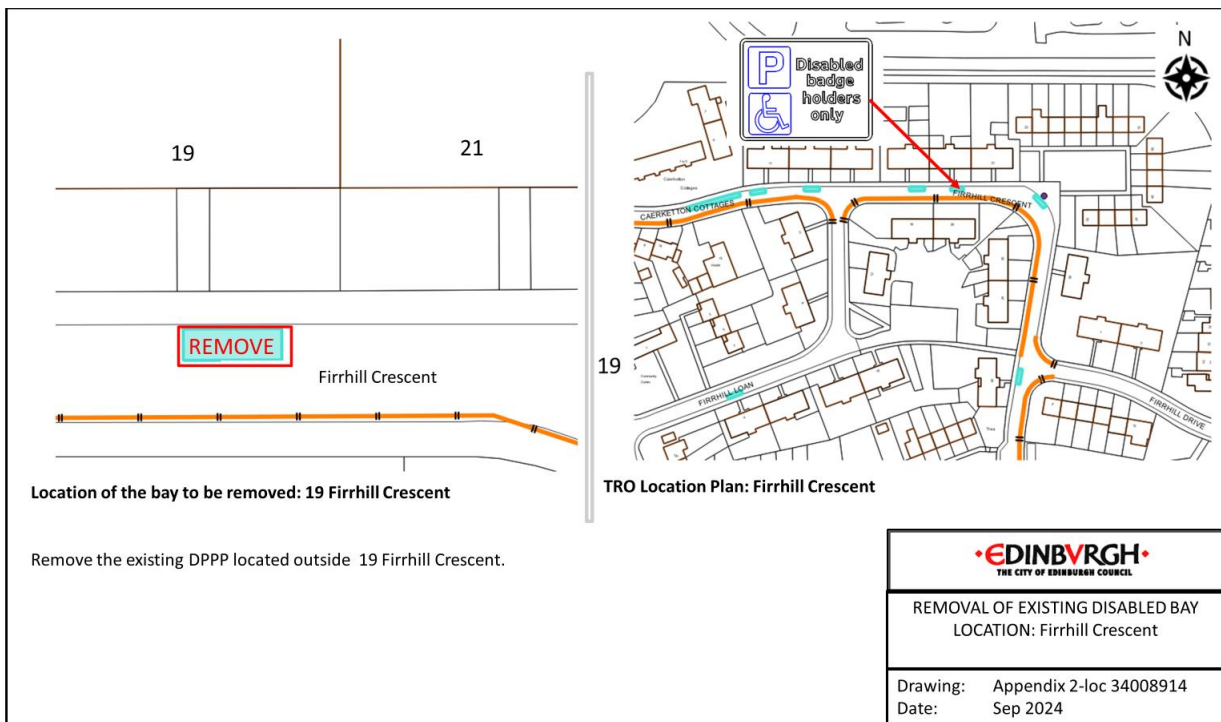 19
21
REMOVE
Firrhill Crescent
Location of the bay to be removed: 19 Firrhill Crescent
Remove the existing DPPP located outside  19 Firrhill Crescent.
19
P
Disabled
badge
holders
only
N
CAERKETTON COTTAGES
FIRRHILL CRESCENT
FIRRHILL LOAN
FIRRHILL DRIVE
TRO Location Plan: Firrhill Crescent
EDINBVRGH
THE CITY OF EDINBURGH COUNCIL
REMOVAL OF EXISTING DISABLED BAY
LOCATION: Firrhill Crescent
Drawing: Appendix 2-loc 34008914
Date: Sep 2024